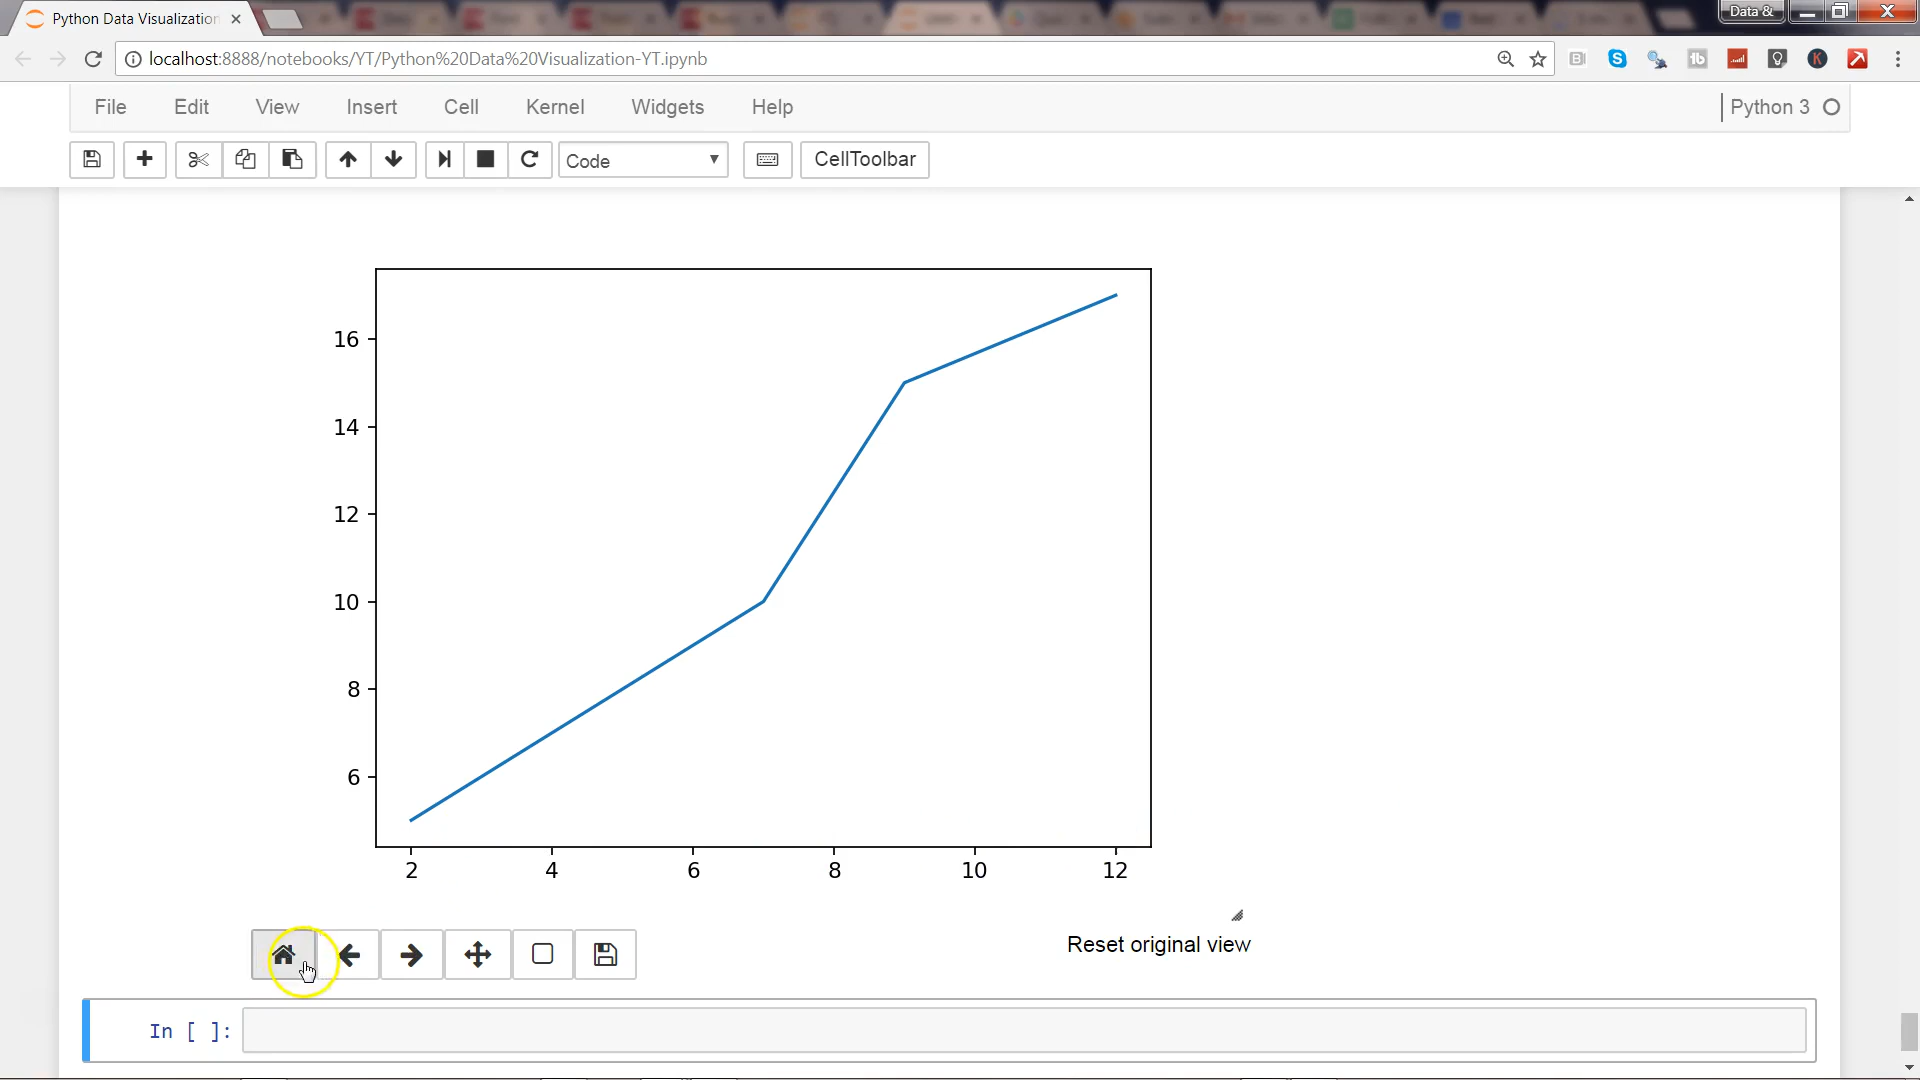 Python Data Visualization
Data &
localhost:8888/notebooks/YT/Python%20Data%20Visualization-YT.ipynb
File Edit View Insert Cell Kernel Widgets Help
Python 3
Code
CellToolbar
16
14
12
10
8
6
2 4 6 8 10 12
Reset original view
In [ ]: